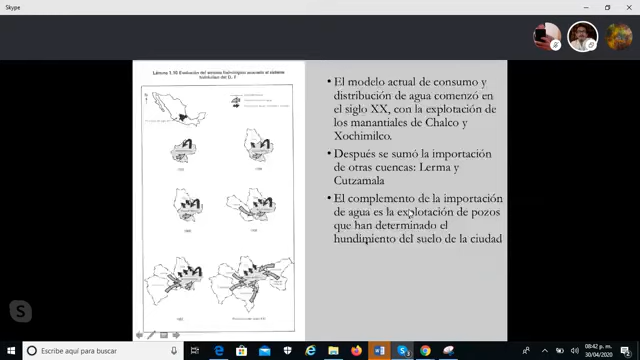 Skype
Lámina 1.10 Evolución del sistema hidrológico asociado al sistema
hidráulico del D. F.
• El modelo actual de consumo y
distribución de agua comenzó en
el siglo XX, con la explotación de
los manantiales de Chalco y
Xochimilco.
• Después se sumó la importación
de otras cuencas: Lerma y
Cutzamala
• El complemento de la importación
de agua es la explotación de pozos
que han determinado el
hundimiento del suelo de la ciudad
Escribe aquí para buscar
08:42 p. m.
30/04/2020